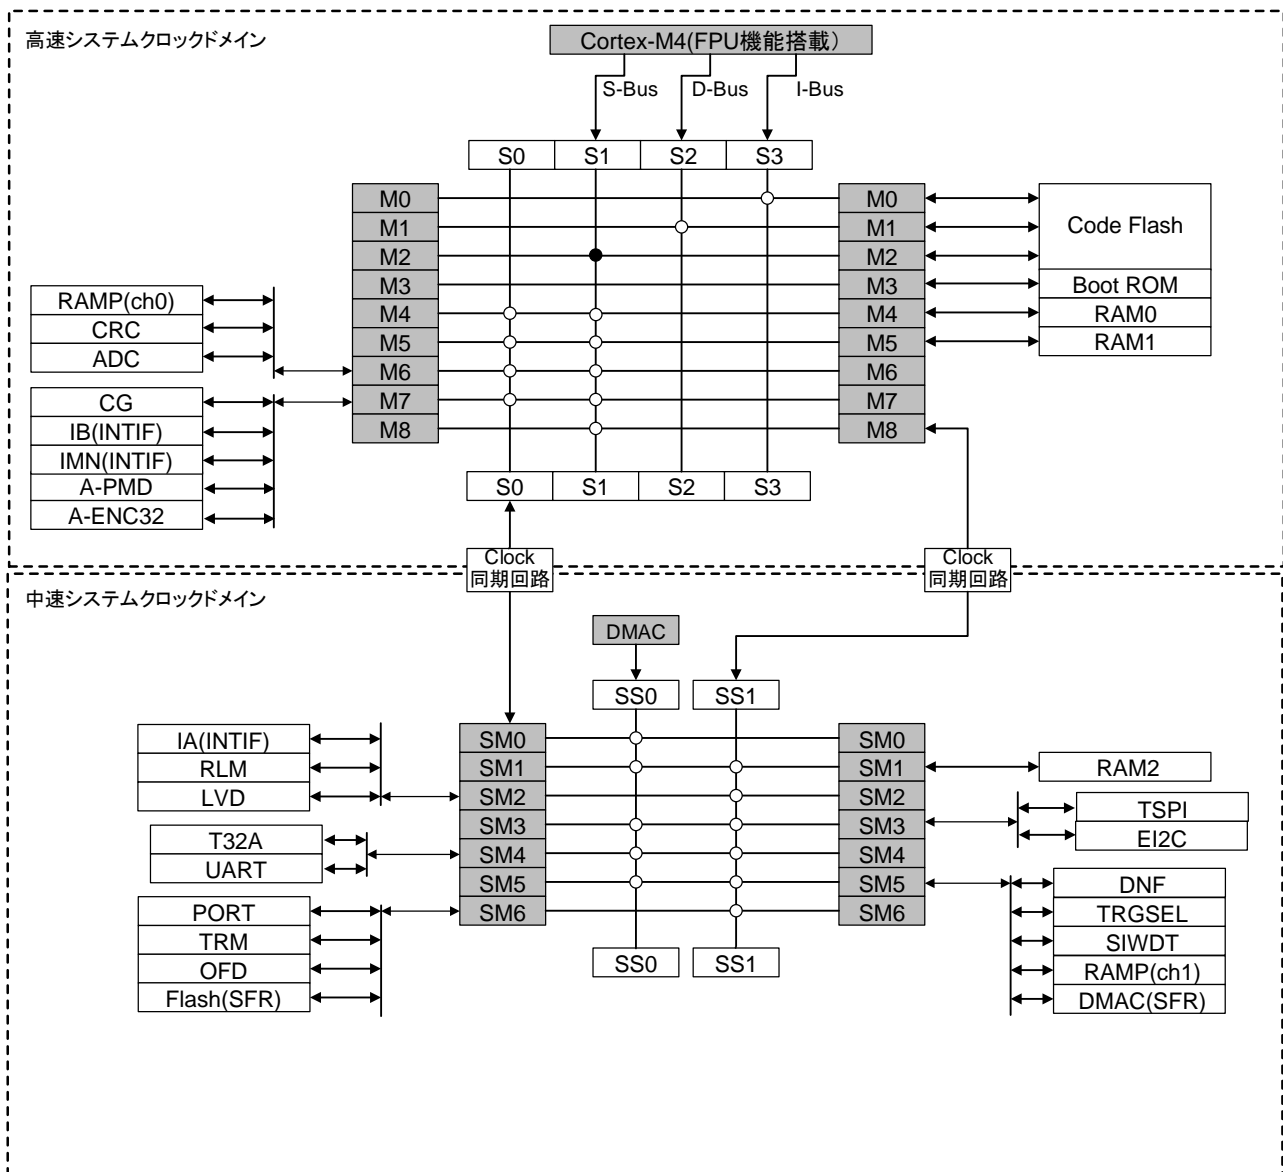 高速システムクロックドメイン
Cortex-M4(FPU機能搭載）
S-Bus D-Bus I-Bus
S0 S1 S2 S3
M0 M0
M1 M1
M2 M2
M3 M3
M4 M4
M5 M5
M6 M6
M7 M7
M8 M8
Code Flash
Boot ROM
RAM0
RAM1
RAMP(ch0)
CRC
ADC
CG
IB(INTIF)
IMN(INTIF)
A-PMD
A-ENC32
S0 S1 S2 S3
Clock
同期回路
Clock
同期回路
中速システムクロックドメイン
DMAC
SS0 SS1
SM0 SM0
SM1 SM1
SM2 SM2
SM3 SM3
SM4 SM4
SM5 SM5
SM6 SM6
IA(INTIF)
RLM
LVD
T32A
UART
PORT
TRM
OFD
Flash(SFR)
RAM2
TSPI
EI2C
DNF
TRGSEL
SIWDT
RAMP(ch1)
DMAC(SFR)
SS0 SS1